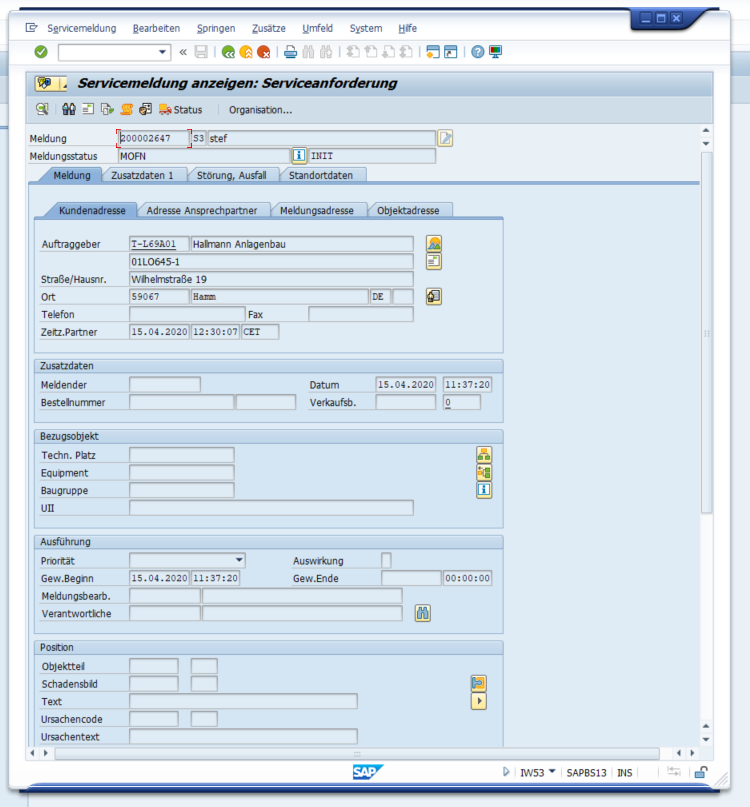 Servicemeldung Bearbeiten Springen Zusätze Umfeld System Hilfe
Servicemeldung anzeigen: Serviceanforderung
Status Organisation...
Meldung 200002647 S3 stef
Meldungsstatus MOFN INIT
Meldung Zusatzdaten 1 Störung, Ausfall Standortdaten
Kundenadresse Adresse Ansprechpartner Meldungsadresse Objektadresse
Auftraggeber T-L69A01 Hallmann Anlagenbau
01LO645-1
Straße/Hausnr. Wilhelmstraße 19
Ort 59067 Hamm DE
Telefon Fax
Zeitz.Partner 15.04.2020 12:30:07 CET
Zusatzdaten
Meldender Datum 15.04.2020 11:37:20
Bestellnummer Verkaufsb. 0
Bezugsobjekt
Techn. Platz
Equipment
Baugruppe
UII
Ausführung
Priorität Auswirkung
Gew.Beginn 15.04.2020 11:37:20 Gew.Ende 00:00:00
Meldungsbearb.
Verantwortliche
Position
Objektteil
Schadensbild
Text
Ursachencode
Ursachentext
SAP IW53 SAPBS13 INS